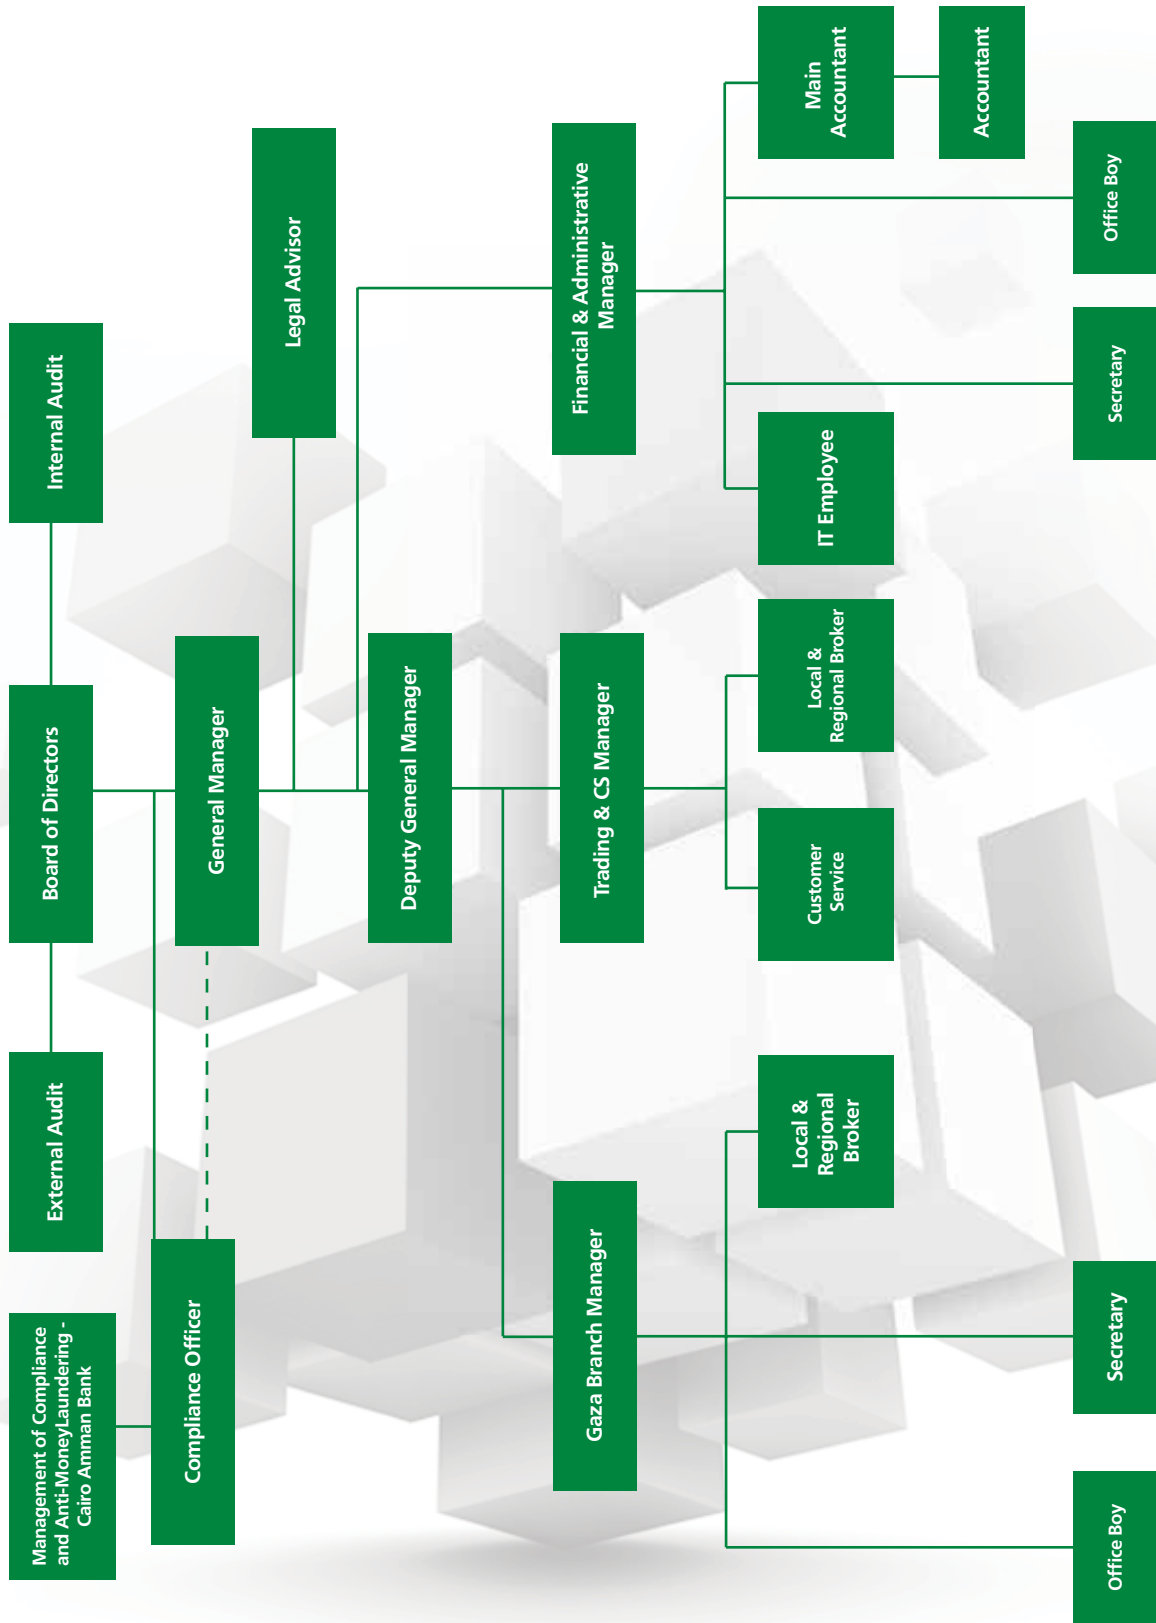 External Audit
Board of Directors
Internal Audit
Management of Compliance
and Anti-MoneyLaundering -
Cairo Amman Bank
Compliance Officer
General Manager
Legal Advisor
Deputy General Manager
Gaza Branch Manager
Trading & CS Manager
Financial & Administrative
Manager
Local &
Regional
Broker
Customer
Service
Local &
Regional Broker
IT Employee
Main
Accountant
Accountant
Office Boy
Secretary
Secretary
Office Boy